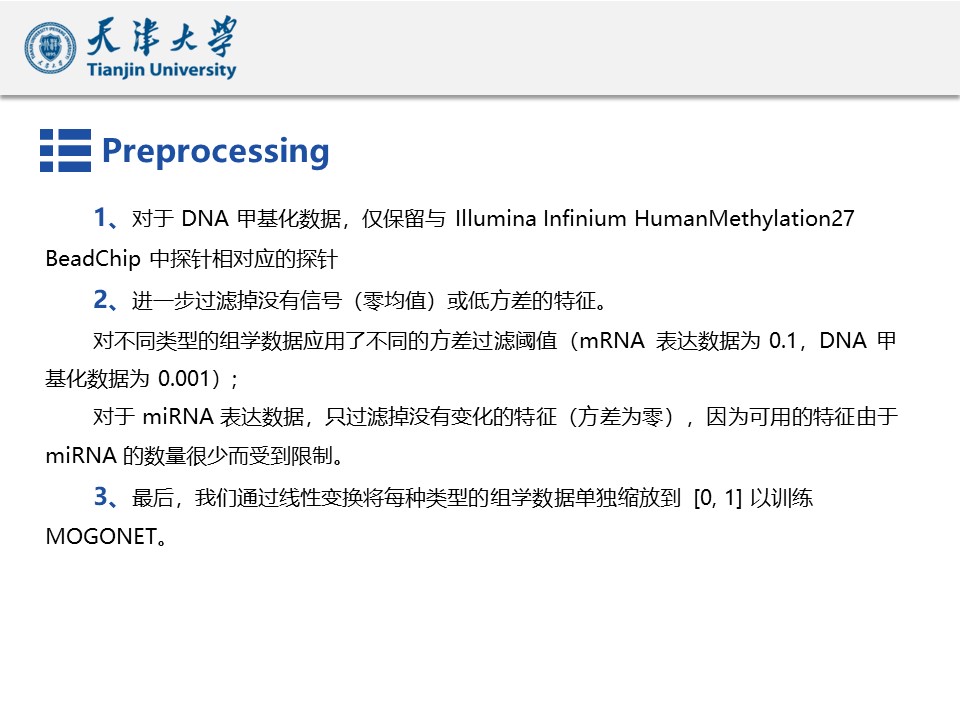 天津大学
Tianjin University
Preprocessing
1、对于 DNA 甲基化数据，仅保留与 Illumina Infinium HumanMethylation27
BeadChip 中探针相对应的探针
2、进一步过滤掉没有信号（零均值）或低方差的特征。
对不同类型的组学数据应用了不同的方差过滤阈值（mRNA 表达数据为 0.1，DNA 甲
基化数据为 0.001）;
对于 miRNA 表达数据，只过滤掉没有变化的特征（方差为零），因为可用的特征由于
miRNA 的数量很少而受到限制。
3、最后，我们通过线性变换将每种类型的组学数据单独缩放到 [0, 1] 以训练
MOGONET。